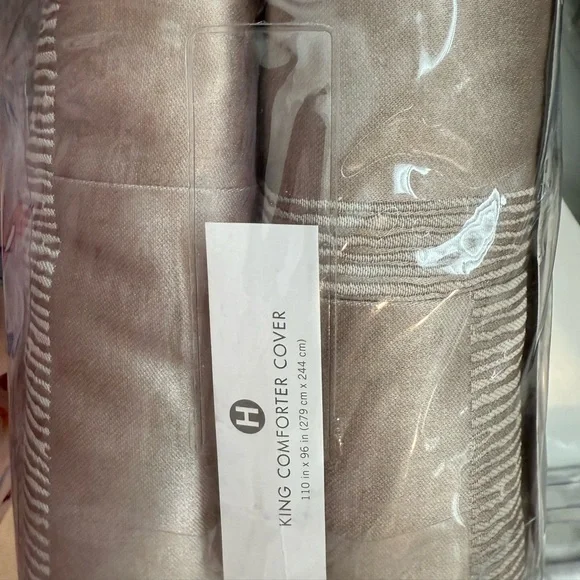 H
KING COMFORTER COVER
110 in x 96 in (279 cm x 244 cm)